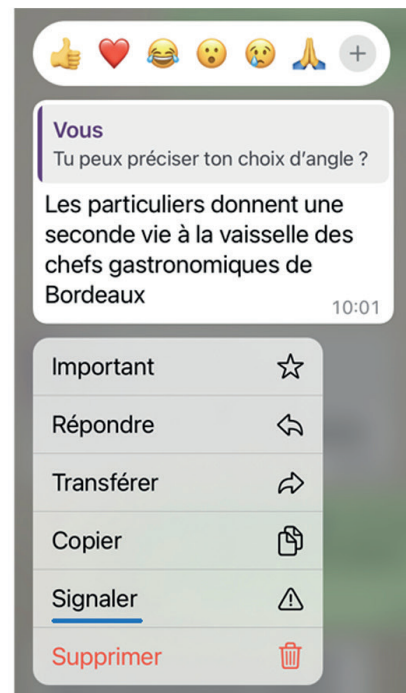 Vous
Tu peux préciser ton choix d'angle ?
Les particuliers donnent une
seconde vie à la vaisselle des
chefs gastronomiques de
Bordeaux
10:01
Important
Répondre
Transférer
Copier
Signaler
Supprimer